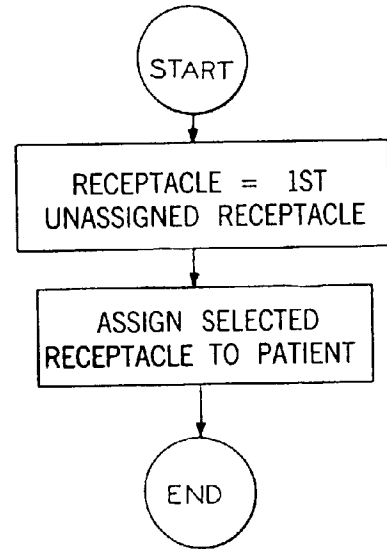 START
RECEPTACLE = 1ST
UNASSIGNED RECEPTACLE
ASSIGN SELECTED
RECEPTACLE TO PATIENT
END